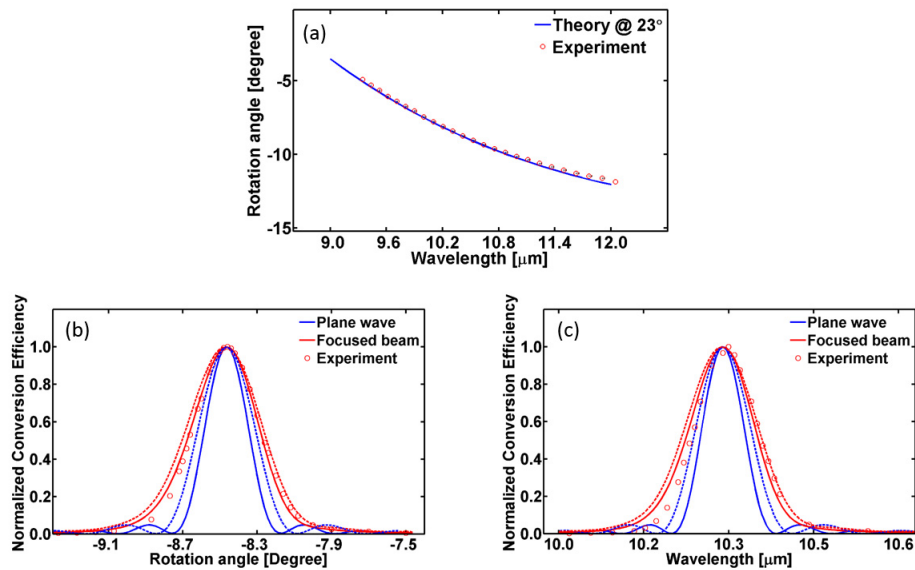 (a)
Theory @ 23°
Experiment
Rotation angle [degree]
-5
-10
-15
9.0 9.6 10.2 10.8 11.4 12.0
Wavelength [μm]
(b)
Plane wave
Focused beam
Experiment
Normalized Conversion Efficiency
1.0
0.8
0.6
0.4
0.2
0.0
-9.1 -8.7 -8.3 -7.9 -7.5
Rotation angle [Degree]
(c)
Plane wave
Focused beam
Experiment
Normalized Conversion Efficiency
1.0
0.8
0.6
0.4
0.2
0.0
10.0 10.2 10.3 10.5 10.6
Wavelength [μm]